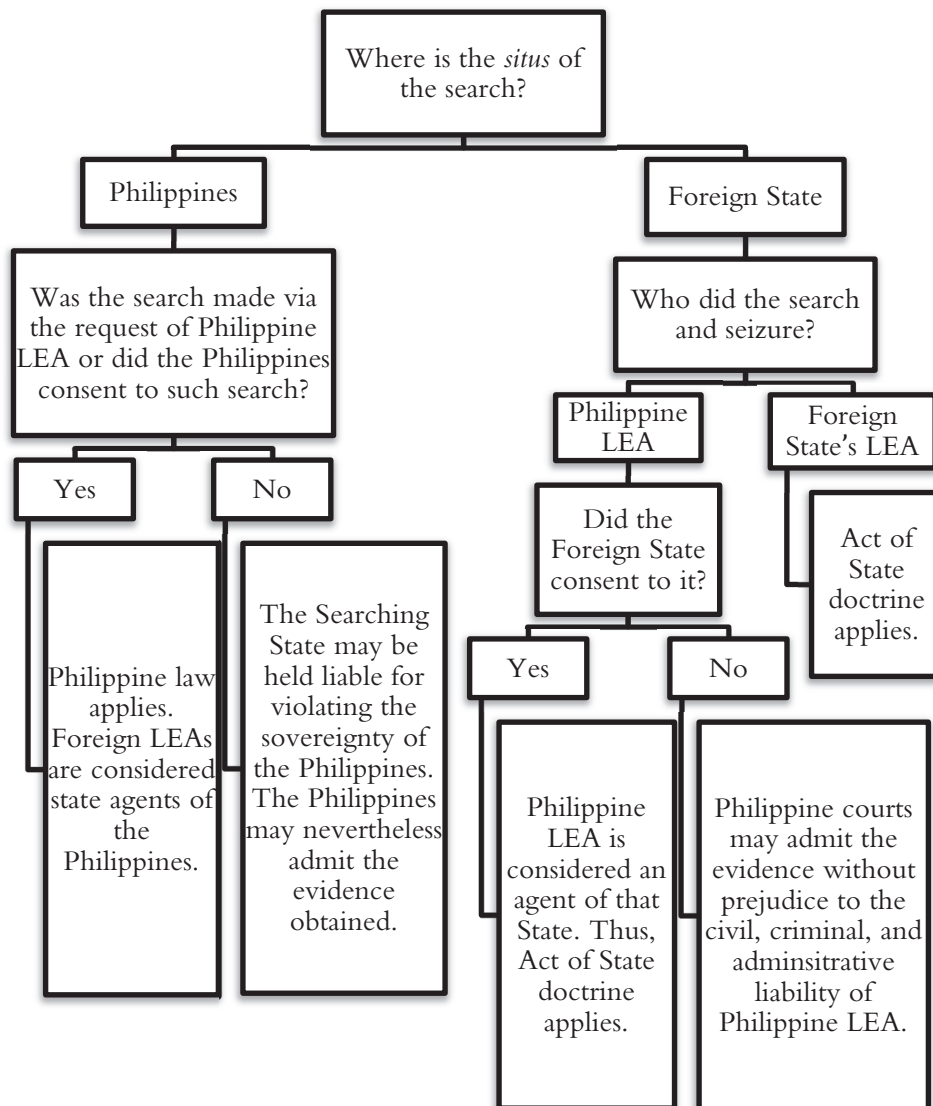 Where is the situs of
the search?
Philippines
Foreign State
Was the search made via
the request of Philippine
LEA or did the Philippines
consent to such search?
Who did the search
and seizure?
Yes
No
Philippine
LEA
Foreign
State’s LEA
Philippine law
applies.
Foreign LEAs
are considered
state agents of
the
Philippines.
The Searching
State may be
held liable for
violating the
sovereignty of
the Philippines.
The Philippines
may nevertheless
admit the
evidence
obtained.
Did the
Foreign State
consent to it?
Act of
State
doctrine
applies.
Yes
No
Philippine
LEA is
considered an
agent of that
State. Thus,
Act of State
doctrine
applies.
Philippine courts
may admit the
evidence without
prejudice to the
civil, criminal, and
adminsitrative
liability of
Philippine LEA.